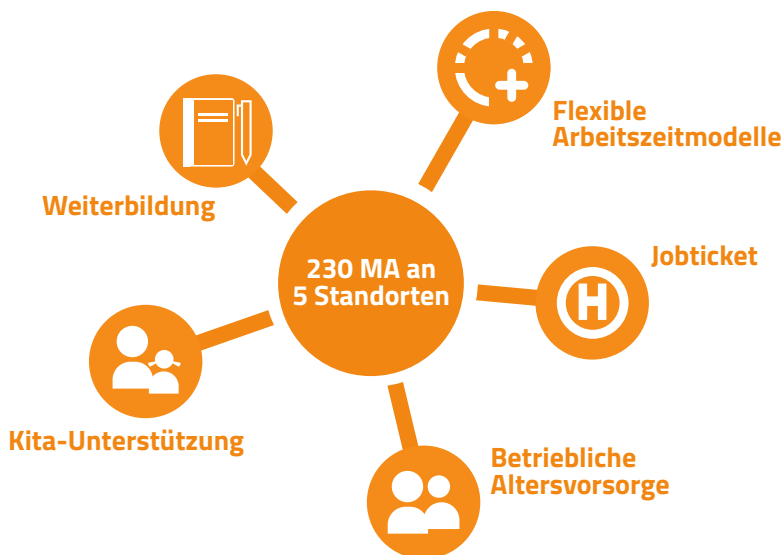 Flexible
Arbeitszeitmodelle
Weiterbildung
230 MA an
5 Standorten
Jobticket
H
Kita-Unterstützung
Betriebliche
Altersvorsorge